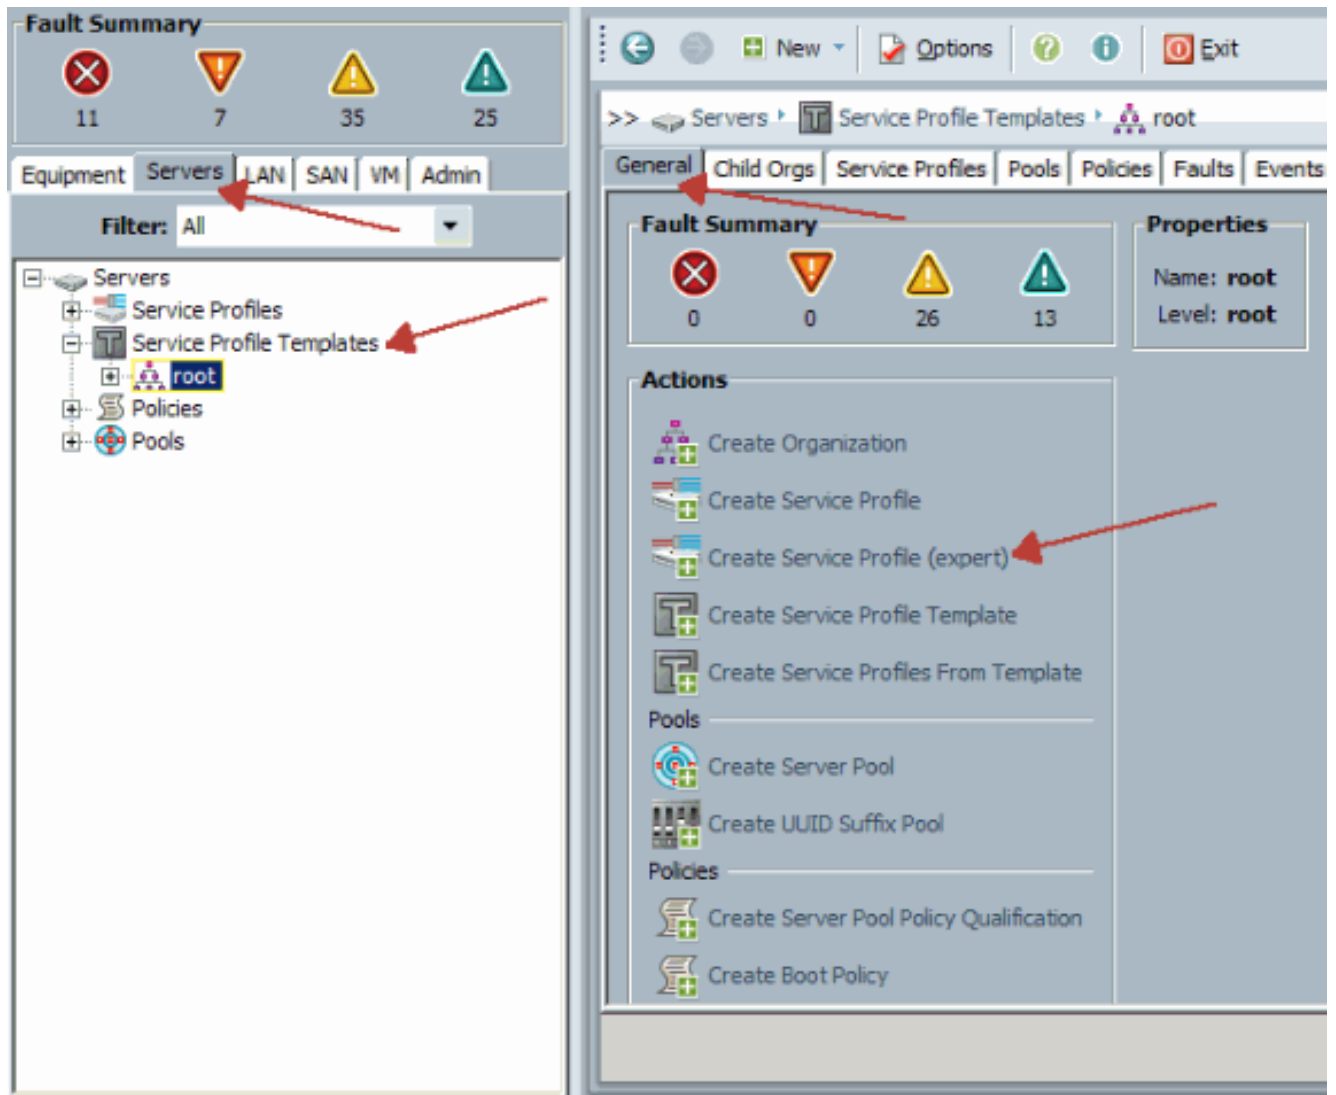 Fault Summary
11 7 35 25
Equipment Servers LAN SAN VM Admin
Filter: All
Servers
Service Profiles
Service Profile Templates
root
Policies
Pools
New Options ? i Exit
>> Servers Service Profile Templates root
General Child Orgs Service Profiles Pools Policies Faults Events
Fault Summary
0 0 26 13
Properties
Name: root
Level: root
Actions
Create Organization
Create Service Profile
Create Service Profile (expert)
Create Service Profile Template
Create Service Profiles From Template
Pools
Create Server Pool
Create UUID Suffix Pool
Policies
Create Server Pool Policy Qualification
Create Boot Policy